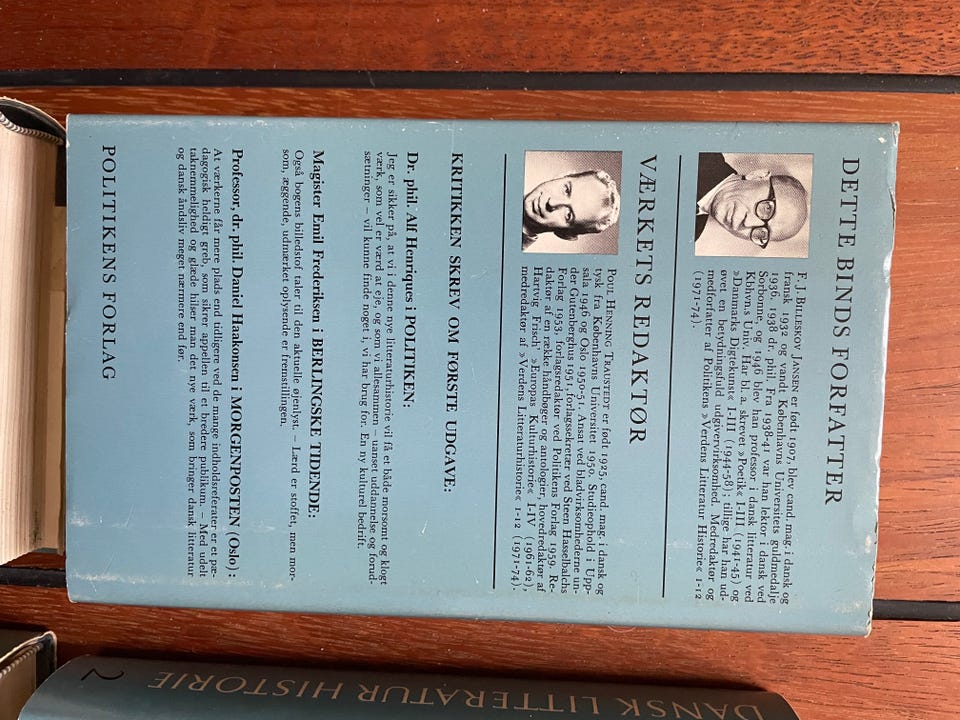 DETTE BINDS FORFATTER
F. J. BILLESKOV JANSEN er født 1907, blev cand. mag. i dansk og
fransk 1932 og vandt Københavns Universitets guldmedalje
1936, 1938 dr. phil. Fra 1938-41 var han lektor i dansk ved
Sorbonne, og 1946 blev han professor i dansk litteratur ved
Kbhvn.s Univ. Har bl. a. skrevet »Poetik« I-III (1941-45) og
»Danmarks Digtekunst« I-III (1944-58); tillige har han ud-
øvet en betydningsfuld udgivervirksomhed. Medredaktør og
medforfatter af Politikens »Verdens Litteratur Historie« 1-12
(1971-74).
VÆRKETS REDAKTØR
POUL HENNING TRAUSTEDT er født 1925, cand. mag. i dansk og
tysk fra Københavns Universitet 1950. Studieophold i Upp-
sala 1946 og Oslo 1950-51. Ansat ved bladvirksomhederne un-
der Gutenberghus 1951, forlagssekretær ved Steen Hasselbalchs
Forlag 1953, forlagsredaktør ved Politikens Forlag 1959. Re-
daktør af en række håndbøger og antologier, hovedredaktør af
Hartvig Frisch: »Europas Kulturhistorie« I-IV (1961-62),
medredaktør af »Verdens Litteraturhistorie« 1-12 (1971-74).
KRITIKKEN SKREV OM FØRSTE UDGAVE:
Dr. phil. Alf Henriques i POLITIKEN:
Jeg er sikker på, at vi i denne nye litteraturhistorie vil få et både morsomt og klogt
værk, som vel er værd at eje, og som vi allesammen – uanset uddannelse og forud-
sætninger – vil kunne finde noget i, vi har brug for. En ny kulturel bedrift.
Magister Emil Frederiksen i BERLINGSKE TIDENDE:
Også bogens billedstof taler til den aktuelle øjenlyst. – Lærd er stoffet, men mor-
som, æggende, udmærket oplysende er fremstillingen.
Professor, dr. phil. Daniel Haakonsen i MORGENPOSTEN (Oslo):
At værkerne får mere plads end tidligere ved de mange indholdsreferater er et pæ-
dagogisk heldigt greb, som sikrer appellen til et bredere publikum. – Med udelt
taknemmelighed og glæde hilser man det nye værk, som bringer dansk litteratur
og dansk åndsliv meget nærmere end før.
POLITIKENS FORLAG
DANSK LITTERATUR HISTORIE
2